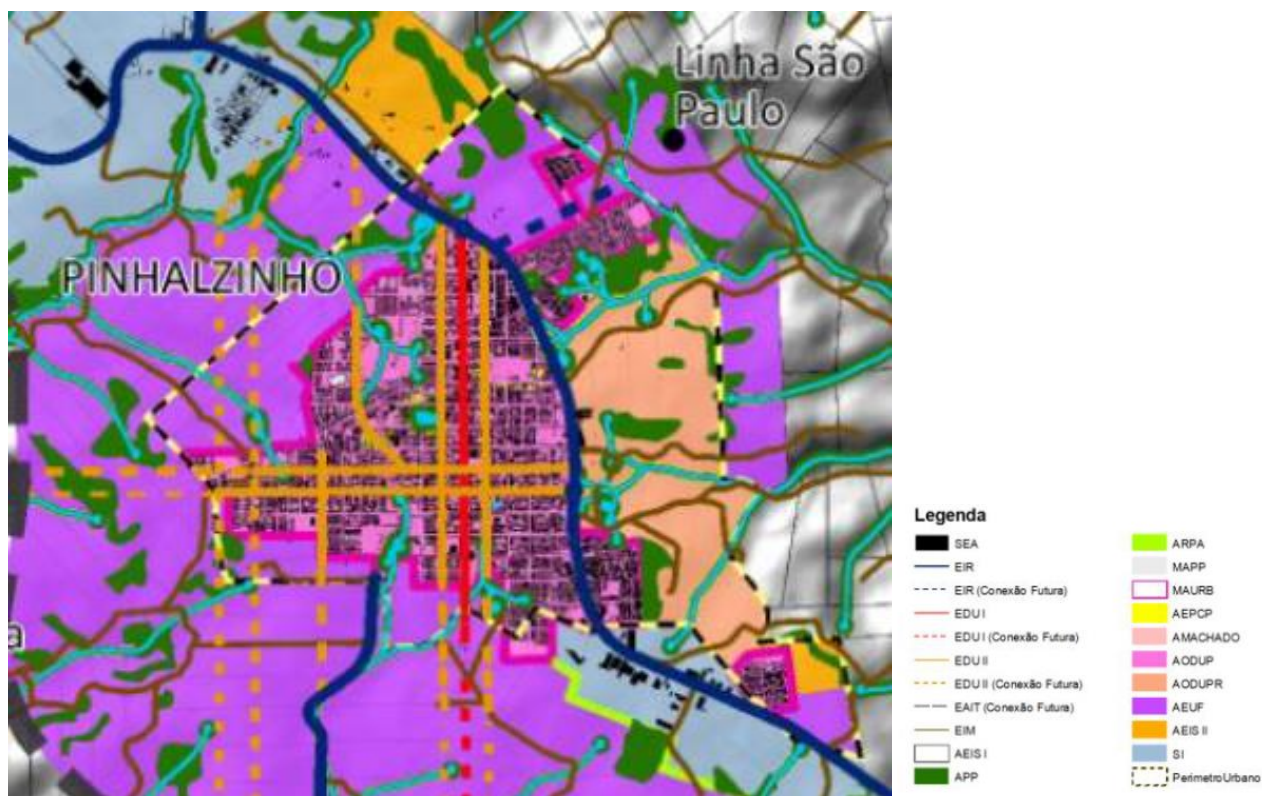 Linha São
Paulo
PINHALZINHO
a
Legenda
SEA
EIR
EIR (Conexão Futura)
EDU I
EDU I (Conexão Futura)
EDU II
EDU II (Conexão Futura)
EAIT (Conexão Futura)
EIM
AEIS I
APP
ARPA
MAPP
MAURB
AEPCP
AMACHADO
AODUP
AODUPR
AEUF
AEIS II
SI
PerimetroUrbano